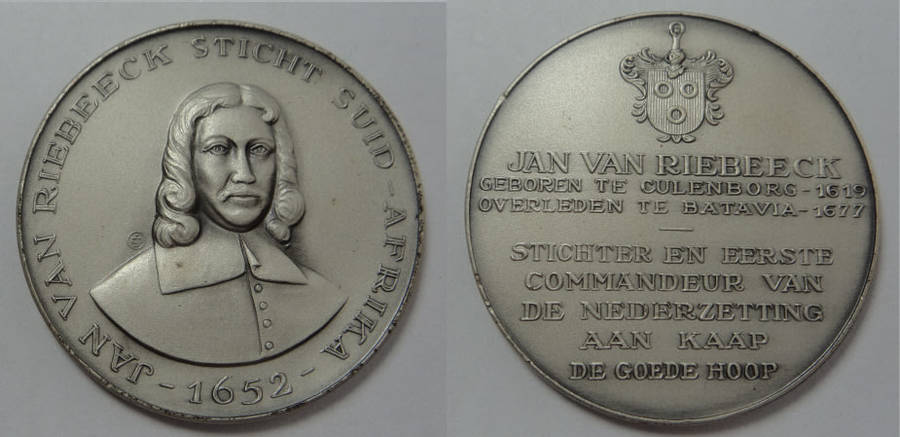 JAN VAN RIEBEECK STICHT SUID-AFRIKA
-1652-
JAN VAN RIEBEECK
GEBOREN TE CULENBORG-1619
OVERLEDEN TE BATAVIA-1677
STICHTER EN EERSTE
COMMANDEUR VAN
DE NEDERZETTING
AAN KAAP
DE GOEDE HOOP